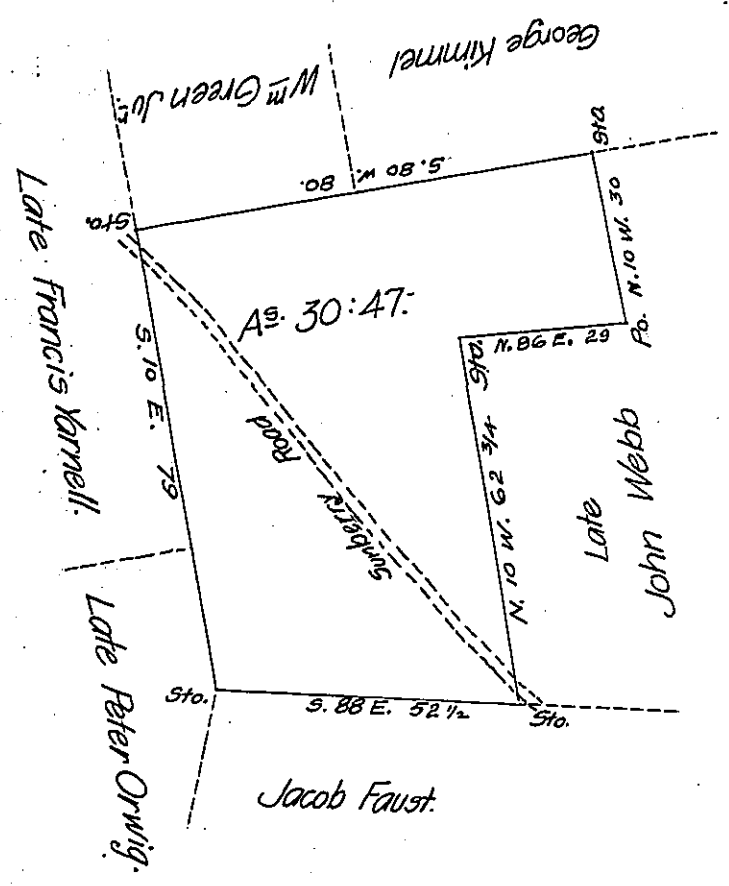 George Kimmel
Wm Green Junr.
Sta.
S. 80 W. 80.
Sta.
N. 10 W. 30
Po.
N. 86 E. 29
Sta.
N. 10 W. 62 3/4
Late
John Webb
As. 30:47:
Sunberry Road
Late Francis Yarnell.
S. 10 E. 79
Late Peter Orwig.
Sto.
S. 88 E. 52 1/2
Sto.
Jacob Faust.